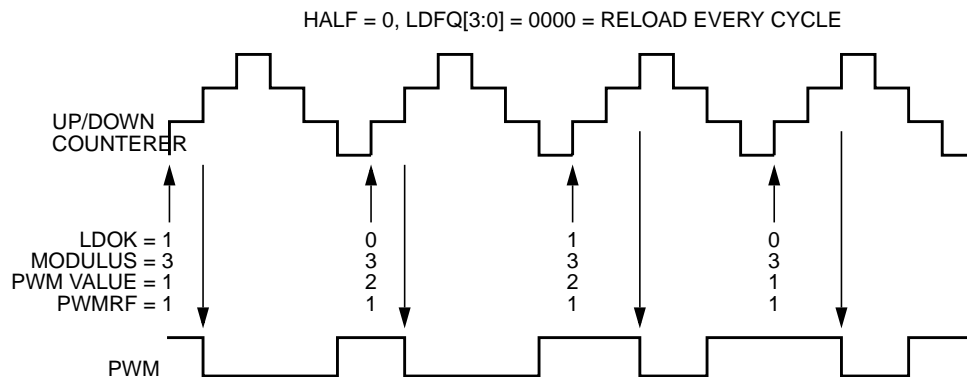 HALF = 0, LDFQ[3:0] = 0000 = RELOAD EVERY CYCLE
UP/DOWN
COUNTERER
LDOK = 1 0 1 0
MODULUS = 3 3 3 3
PWM VALUE = 1 2 2 1
PWMRF = 1 1 1 1
PWM